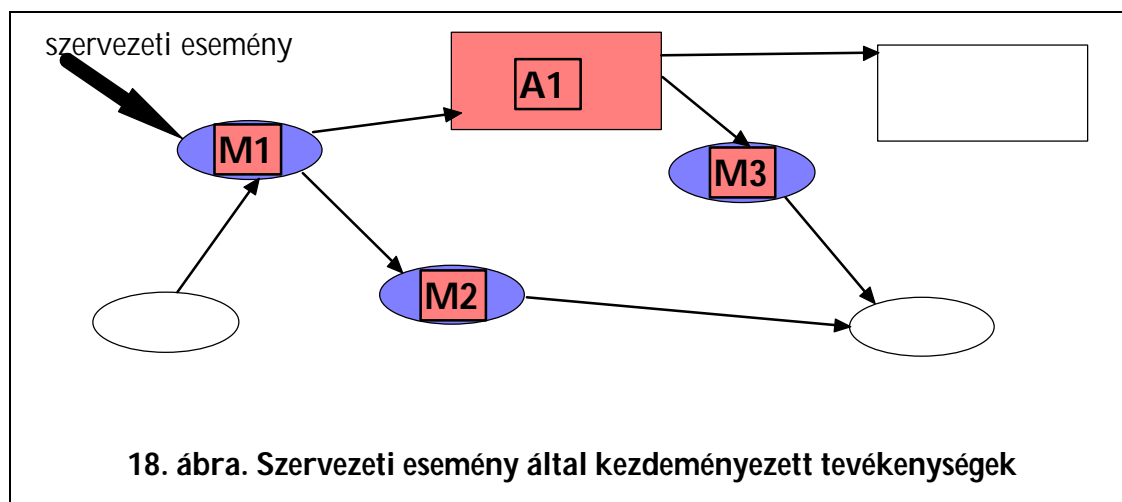 szervezeti esemény
A1
M1
M3
M2
18. ábra. Szervezeti esemény által kezdeményezett tevékenységek